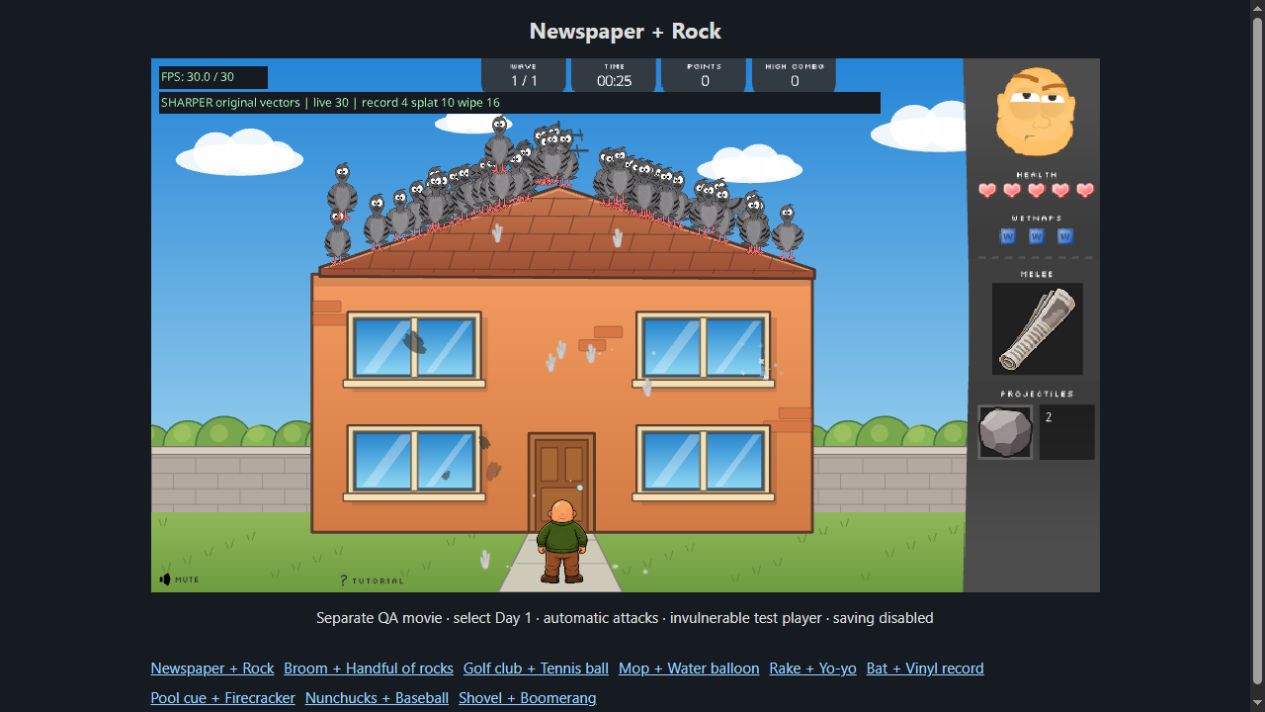 Newspaper + Rock
FPS: 30.0 / 30
WAVE
1 / 1
TIME
00:25
POINTS
0
HIGH COMBO
0
SHARPER original vectors | live 30 | record 4 splat 10 wipe 16
HEALTH
WETNAPS
W W W
MELEE
PROJECTILES
2
MUTE
? TUTORIAL
Separate QA movie · select Day 1 · automatic attacks · invulnerable test player · saving disabled
Newspaper + Rock Broom + Handful of rocks Golf club + Tennis ball Mop + Water balloon Rake + Yo-yo Bat + Vinyl record
Pool cue + Firecracker Nunchucks + Baseball Shovel + Boomerang